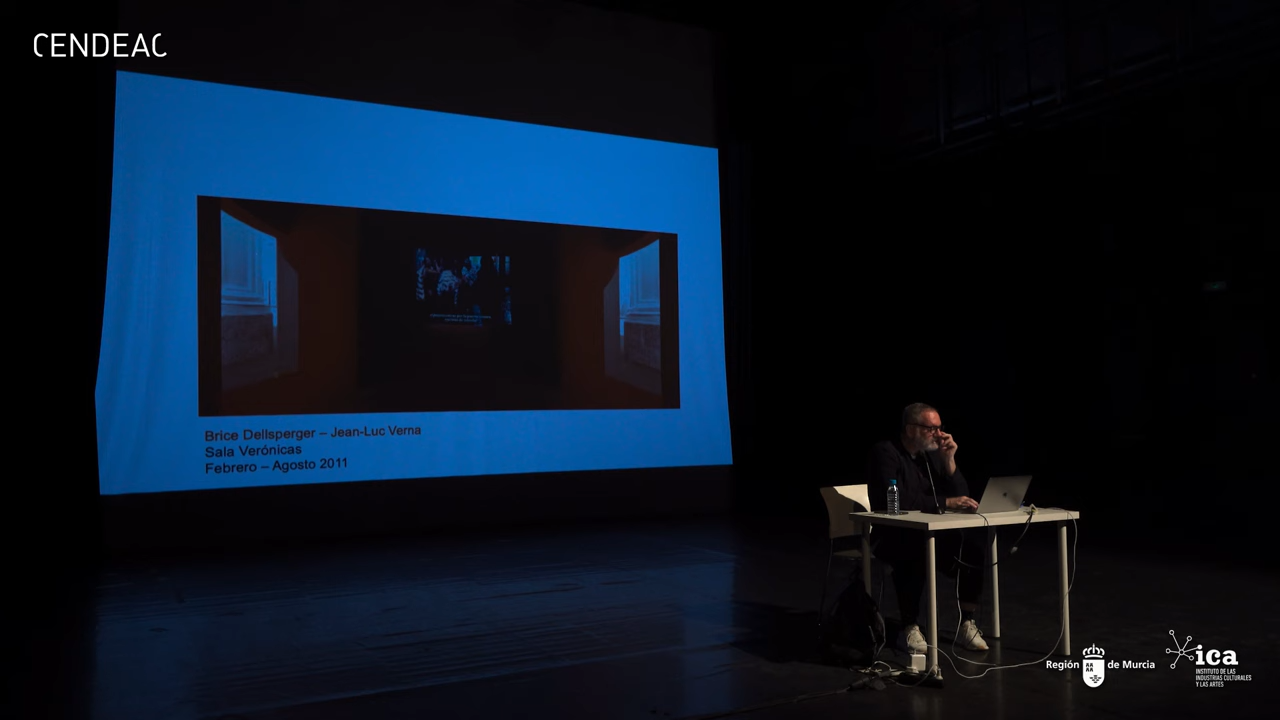 CENDEAC
Brice Dellsperger – Jean-Luc Verna
Sala Verónicas
Febrero – Agosto 2011
Región de Murcia
ica
INSTITUTO DE LAS
INDUSTRIAS CULTURALES
Y LAS ARTES